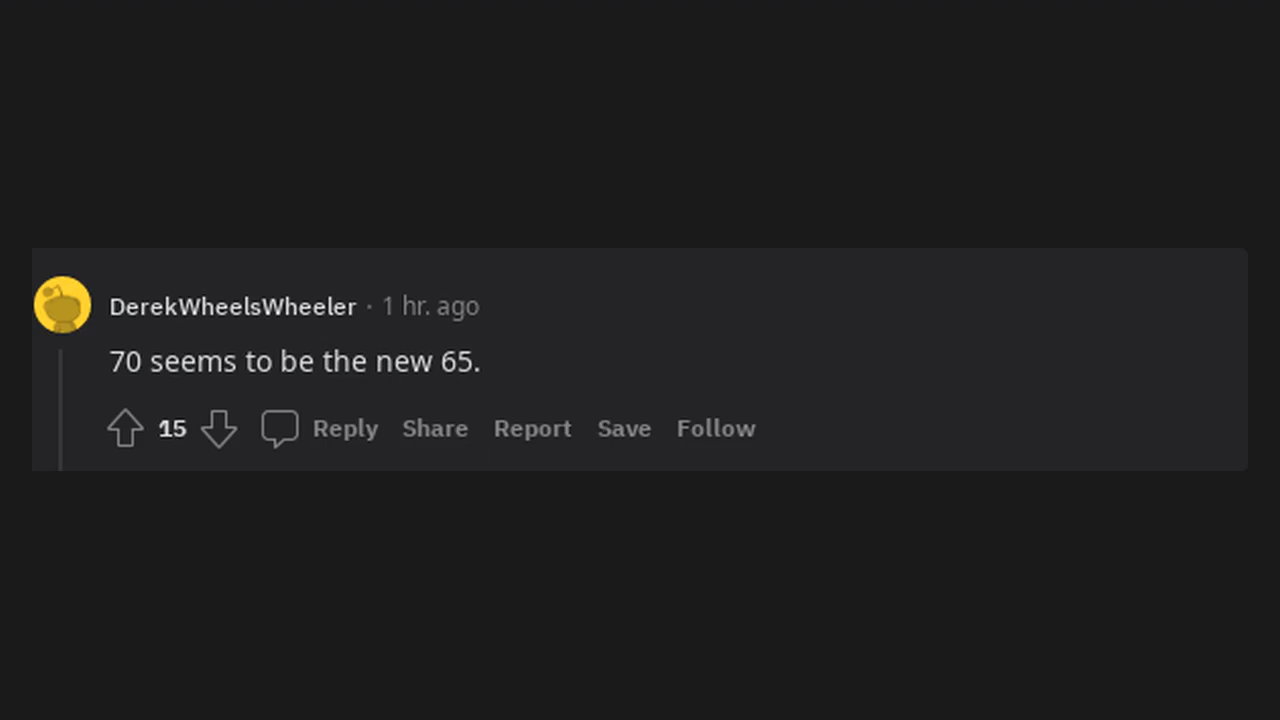 DerekWheelsWheeler · 1 hr. ago
70 seems to be the new 65.
15 Reply Share Report Save Follow